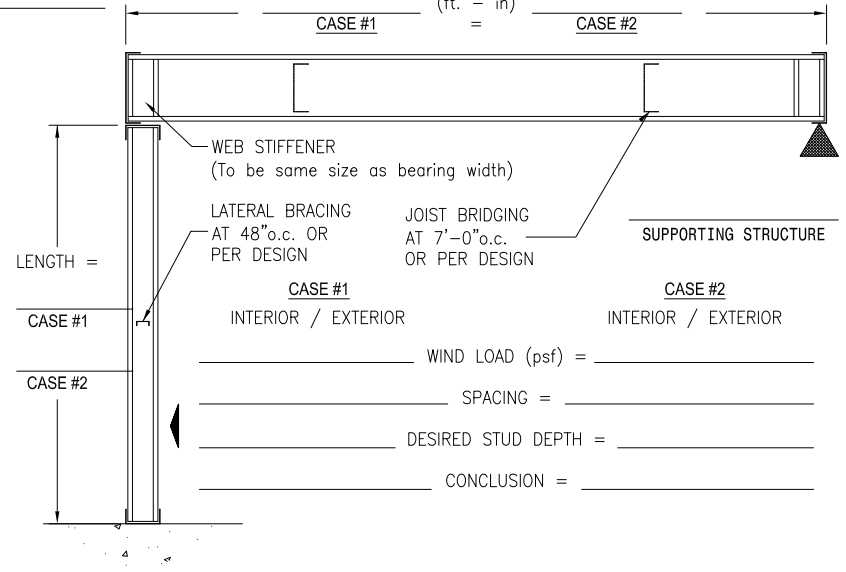 (ft. – in)
CASE #1 = CASE #2
WEB STIFFENER
(To be same size as bearing width)
LATERAL BRACING
AT 48"o.c. OR
PER DESIGN
JOIST BRIDGING
AT 7'–0"o.c.
OR PER DESIGN
SUPPORTING STRUCTURE
LENGTH =
CASE #1
CASE #2
CASE #1
INTERIOR / EXTERIOR
CASE #2
INTERIOR / EXTERIOR
WIND LOAD (psf) =
SPACING =
DESIRED STUD DEPTH =
CONCLUSION =